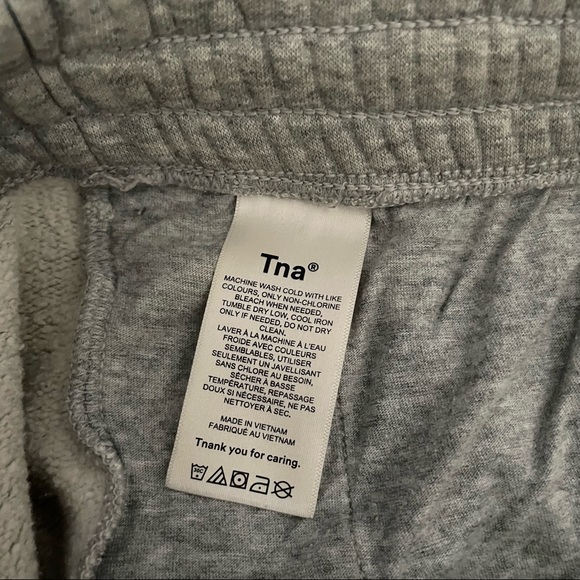 Tna®
MACHINE WASH COLD WITH LIKE
COLOURS, ONLY NON-CHLORINE
BLEACH WHEN NEEDED,
TUMBLE DRY LOW, COOL IRON
ONLY IF NEEDED, DO NOT DRY
CLEAN.
LAVER À LA MACHINE À L'EAU
FROIDE AVEC COULEURS
SEMBLABLES, UTILISER
SEULEMENT UN JAVELLISANT
SANS CHLORE AU BESOIN,
SÉCHER À BASSE
TEMPÉRATURE, REPASSAGE
DOUX SI NÉCESSAIRE, NE PAS
NETTOYER À SEC.
MADE IN VIETNAM
FABRIQUÉ AU VIETNAM
Tnank you for caring.
30C